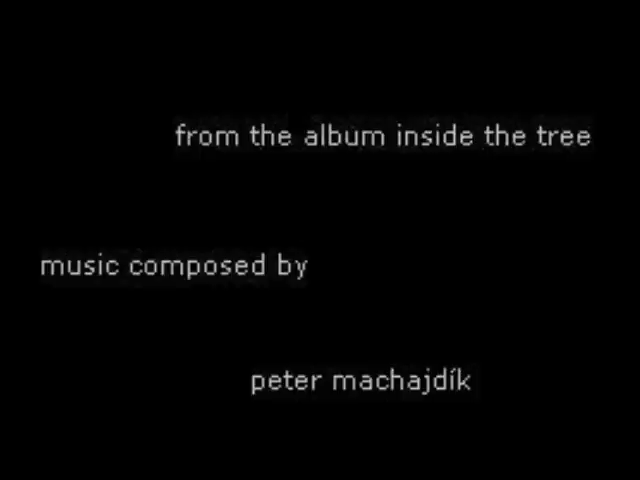 from the album inside the tree
music composed by
peter machajdík